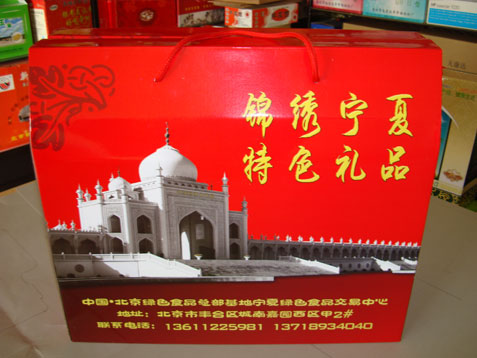 锦绣宁夏
特色礼品
中国·北京绿色食品总部基地宁夏绿色食品交易中心
地址：北京市丰台区城南嘉园西区甲2#
联系电话：13611225981 13718934040